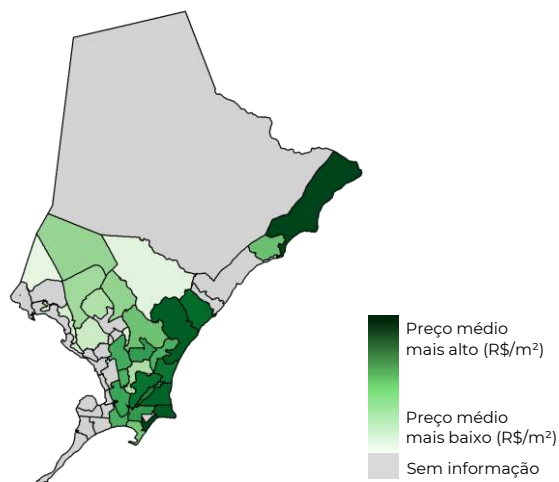 Preço médio
mais alto (R$/m²)
Preço médio
mais baixo (R$/m²)
Sem informação